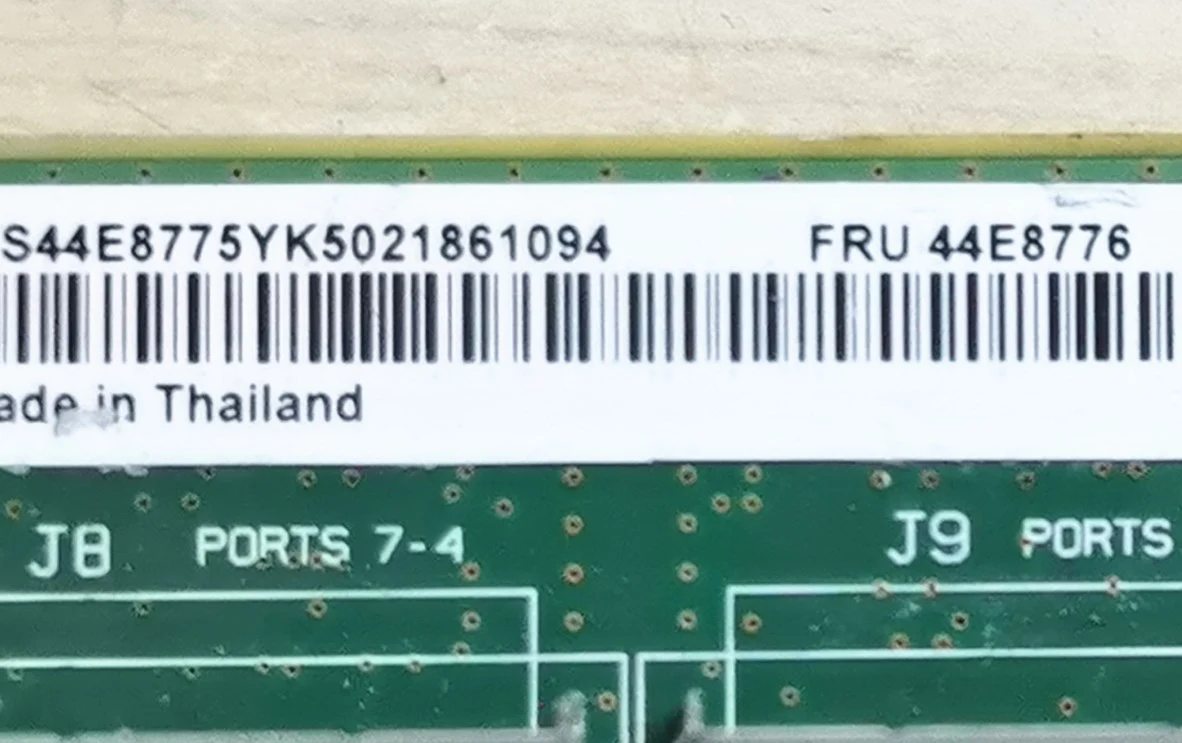 S44E8775YK5021861094 FRU 44E8776
ade in Thailand
J8 PORTS 7-4 J9 PORTS